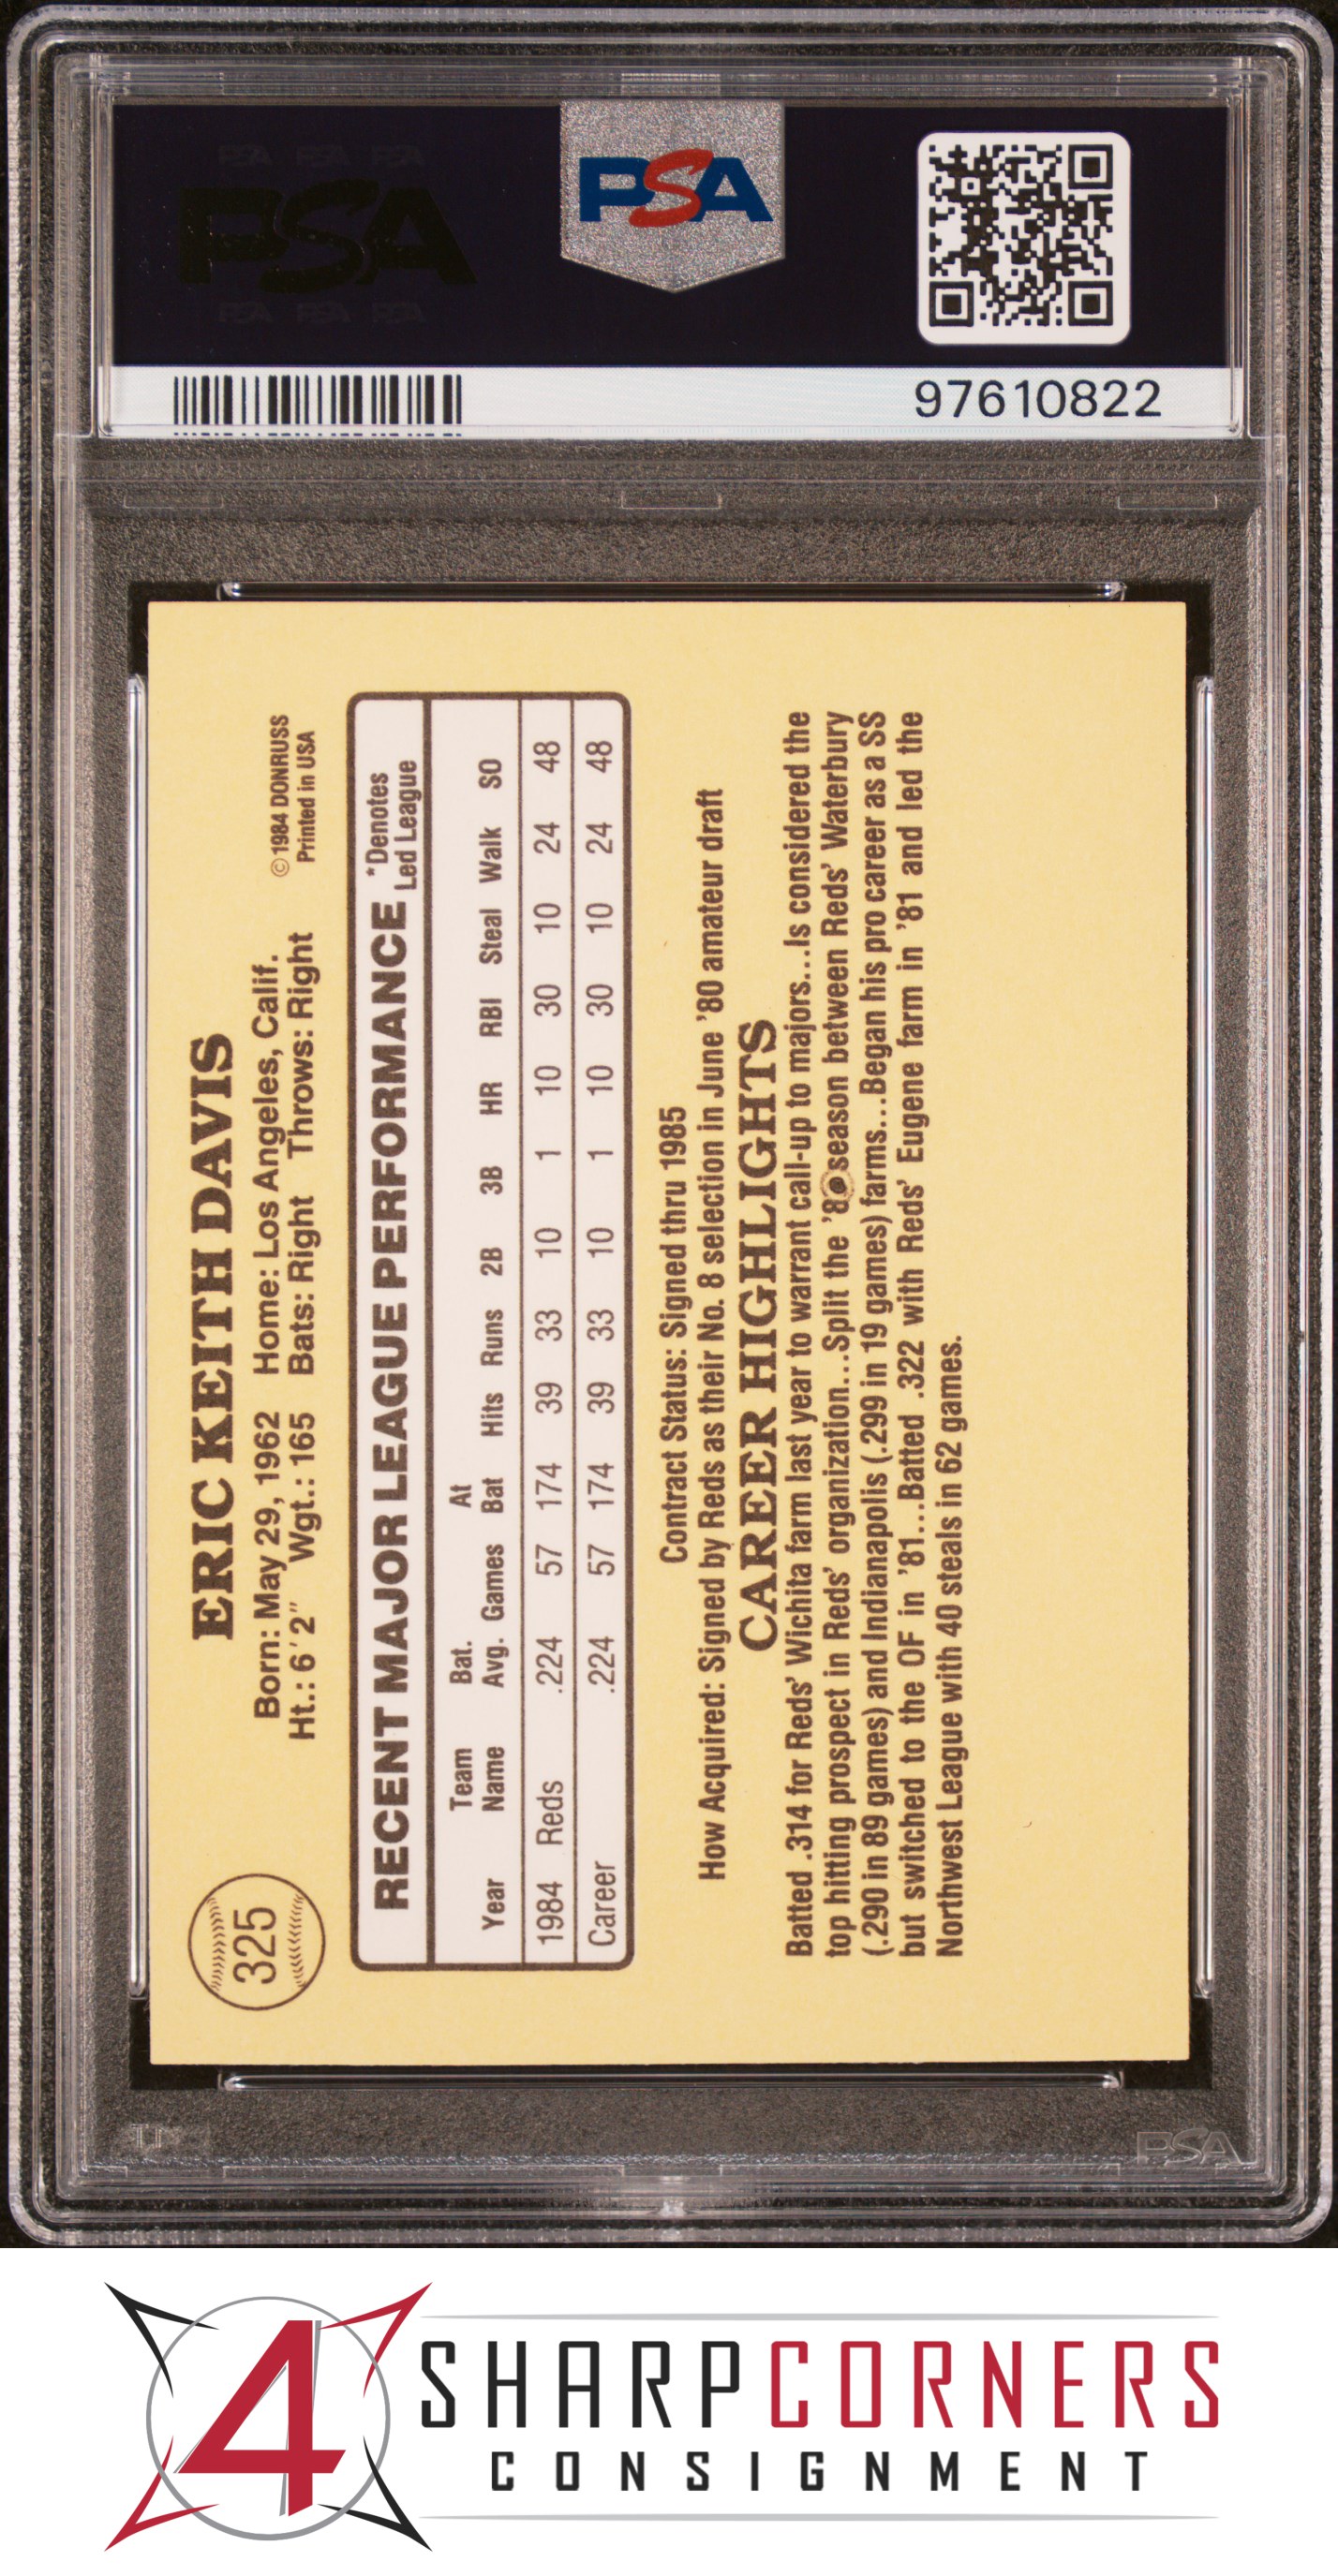 PSA PSA PSA
PSA
PSA PSA PSA
PSA
97610822
325
ERIC KEITH DAVIS
Born: May 29, 1962 Home: Los Angeles, Calif.
Ht.: 6'2" Wgt.: 165 Bats: Right Throws: Right
© 1984 DONRUSS
Printed in USA
RECENT MAJOR LEAGUE PERFORMANCE *Denotes Led League
Year Team Name Bat. Avg. Games At Bat Hits Runs 2B 3B HR RBI Steal Walk SO
1984 Reds .224 57 174 39 33 10 1 10 30 10 24 48
Career .224 57 174 39 33 10 1 10 30 10 24 48
Contract Status: Signed thru 1985
How Acquired: Signed by Reds as their No. 8 selection in June '80 amateur draft
CAREER HIGHLIGHTS
Batted .314 for Reds' Wichita farm last year to warrant call-up to majors...Is considered the
top hitting prospect in Reds' organization...Split the season between Reds' Waterbury
(.290 in 89 games) and Indianapolis (.299 in 19 games) farms...Began his pro career as a SS
but switched to the OF in '81...Batted .322 with Reds' Eugene farm in '81 and led the
Northwest League with 40 steals in 62 games.
PSA
4
SHARPCORNERS
CONSIGNMENT